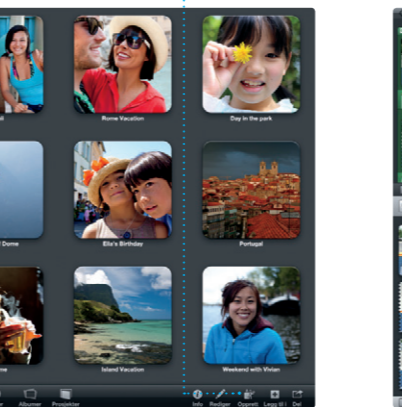 Rome Vacation
Day in the park
Dome
Ella's Birthday
Portugal
Island Vacation
Weekend with Vivian
Albumer Prosjekter Info Rediger Opprett Legg til i Del